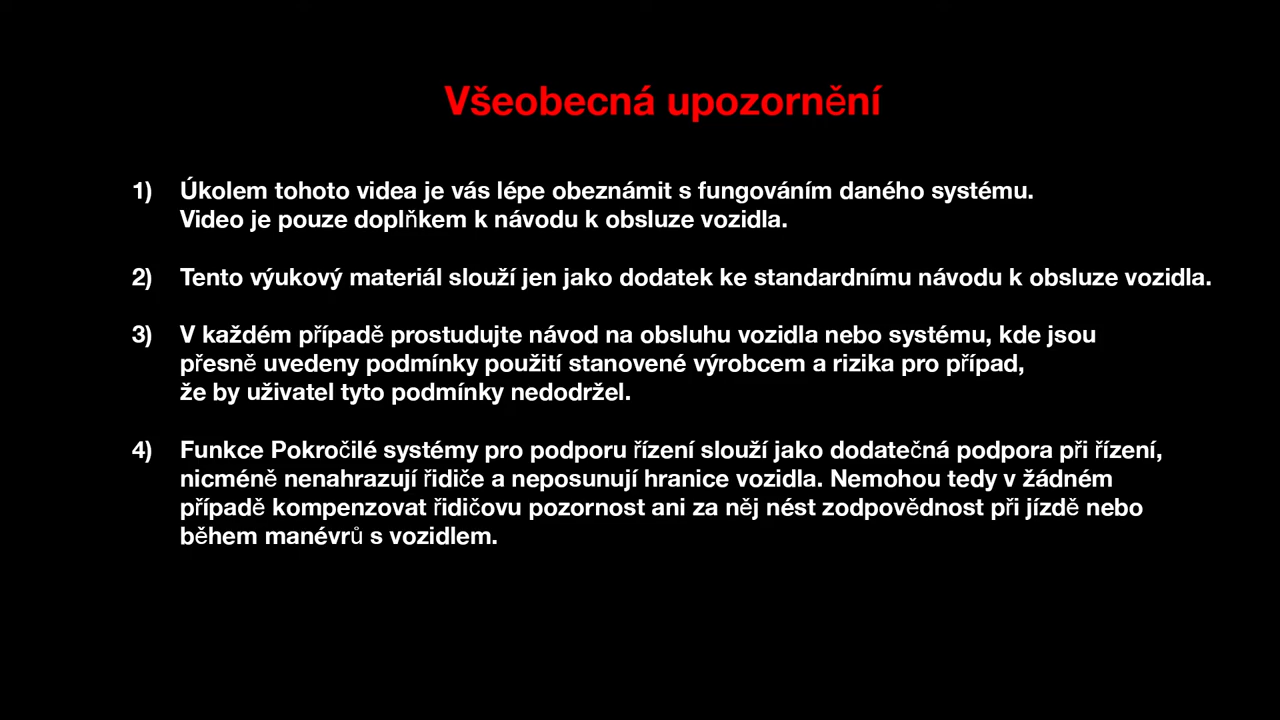 Všeobecná upozornění
1) Úkolem tohoto videa je vás lépe obeznámit s fungováním daného systému.
Video je pouze doplňkem k návodu k obsluze vozidla.
2) Tento výukový materiál slouží jen jako dodatek ke standardnímu návodu k obsluze vozidla.
3) V každém případě prostudujte návod na obsluhu vozidla nebo systému, kde jsou
přesně uvedeny podmínky použití stanovené výrobcem a rizika pro případ,
že by uživatel tyto podmínky nedodržel.
4) Funkce Pokročilé systémy pro podporu řízení slouží jako dodatečná podpora při řízení,
nicméně nenahrazují řidiče a neposunují hranice vozidla. Nemohou tedy v žádném
případě kompenzovat řidičovu pozornost ani za něj nést zodpovědnost při jízdě nebo
během manévrů s vozidlem.